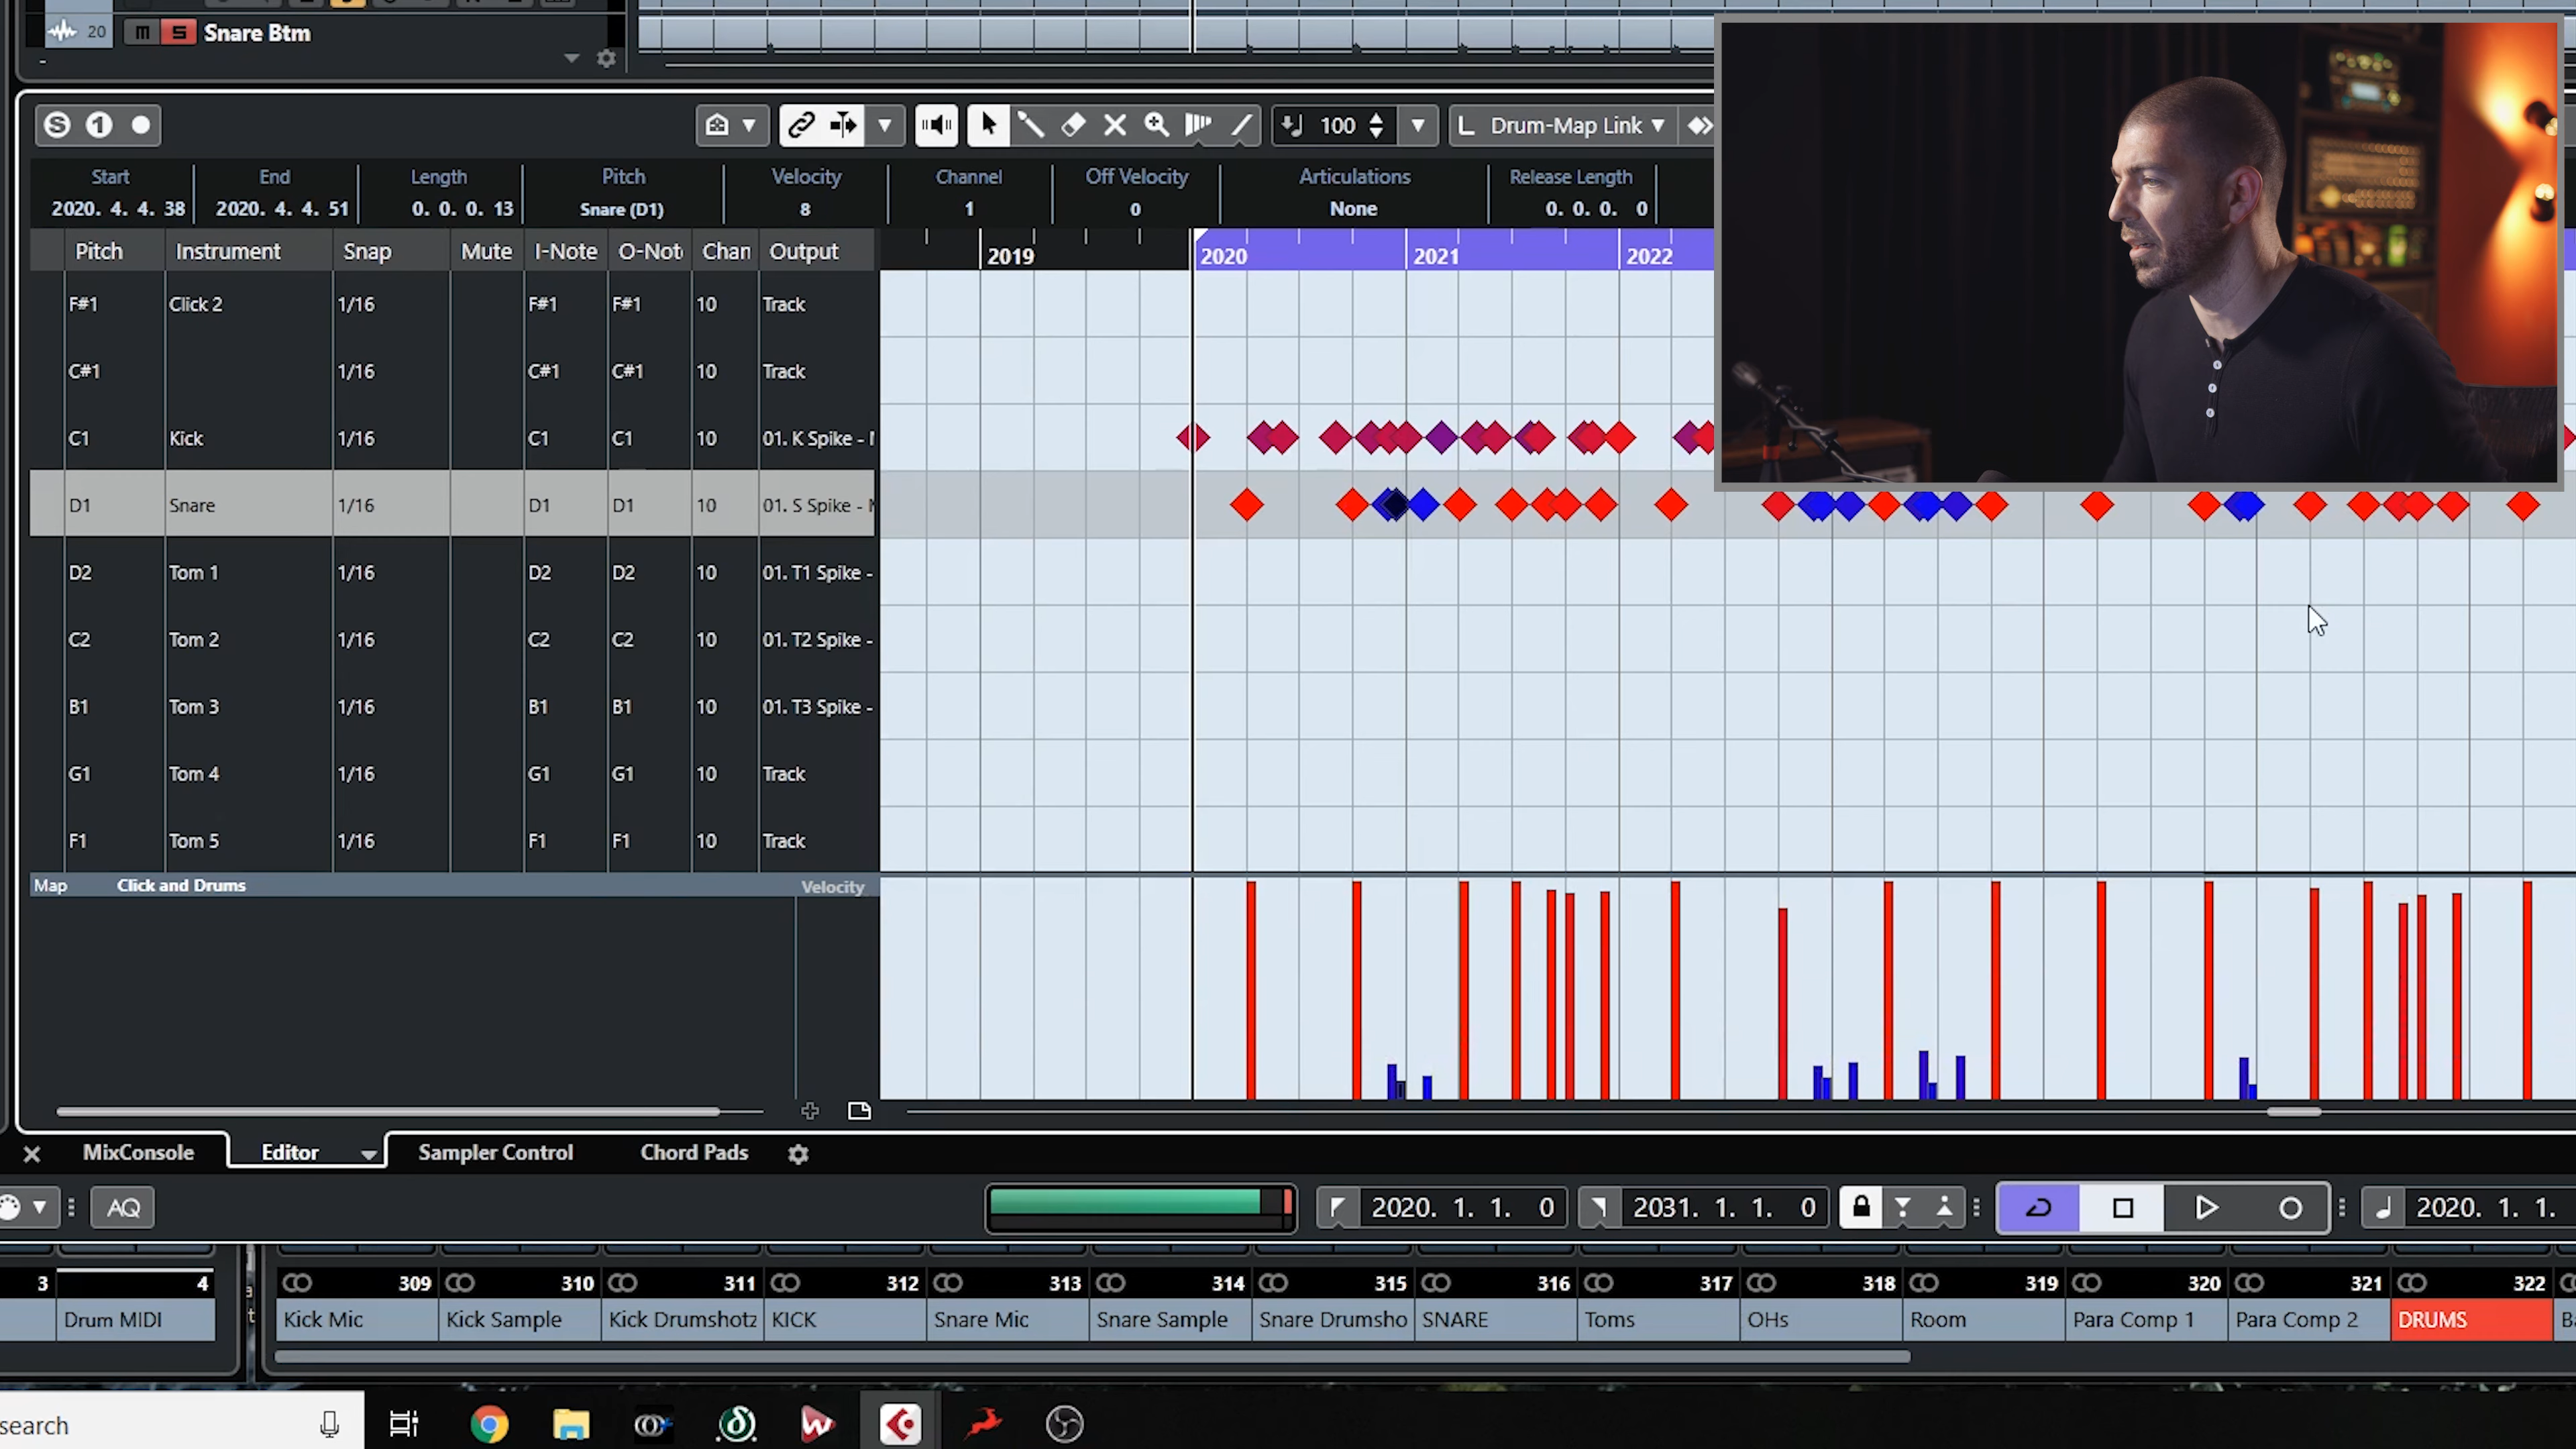 20 m S Snare Btm
S 1 100 Drum-Map Link
Start End Length Pitch Velocity Channel Off Velocity Articulations Release Length
2020. 4. 4. 38 2020. 4. 4. 51 0. 0. 0. 13 Snare (D1) 8 1 0 None 0. 0. 0. 0
Pitch Instrument Snap Mute I-Note O-Not Chan Output 2019 2020 2021 2022
F#1 Click 2 1/16 F#1 F#1 10 Track
C#1 1/16 C#1 C#1 10 Track
C1 Kick 1/16 C1 C1 10 01. K Spike -
D1 Snare 1/16 D1 D1 10 01. S Spike -
D2 Tom 1 1/16 D2 D2 10 01. T1 Spike -
C2 Tom 2 1/16 C2 C2 10 01. T2 Spike -
B1 Tom 3 1/16 B1 B1 10 01. T3 Spike -
G1 Tom 4 1/16 G1 G1 10 Track
F1 Tom 5 1/16 F1 F1 10 Track
Map Click and Drums Velocity
MixConsole Editor Sampler Control Chord Pads
AQ 2020. 1. 1. 0 2031. 1. 1. 0 2020. 1. 1.
3 4 309 310 311 312 313 314 315 316 317 318 319 320 321 322
Drum MIDI Kick Mic Kick Sample Kick Drumshotz KICK Snare Mic Snare Sample Snare Drumsho SNARE Toms OHs Room Para Comp 1 Para Comp 2 DRUMS
search